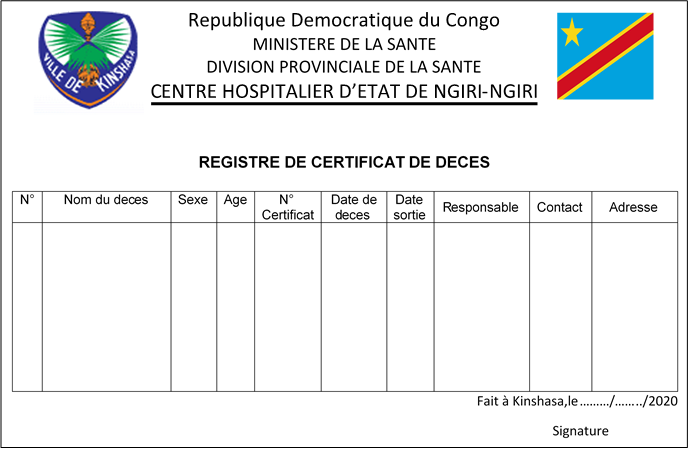 Republique Democratique du Congo
MINISTERE DE LA SANTE
DIVISION PROVINCIALE DE LA SANTE
CENTRE HOSPITALIER D’ETAT DE NGIRI-NGIRI
VILLE DE KINSHASA
REGISTRE DE CERTIFICAT DE DECES
N° Nom du deces Sexe Age N° Certificat Date de deces Date sortie Responsable Contact Adresse
Fait à Kinshasa,le ........./......../2020
Signature